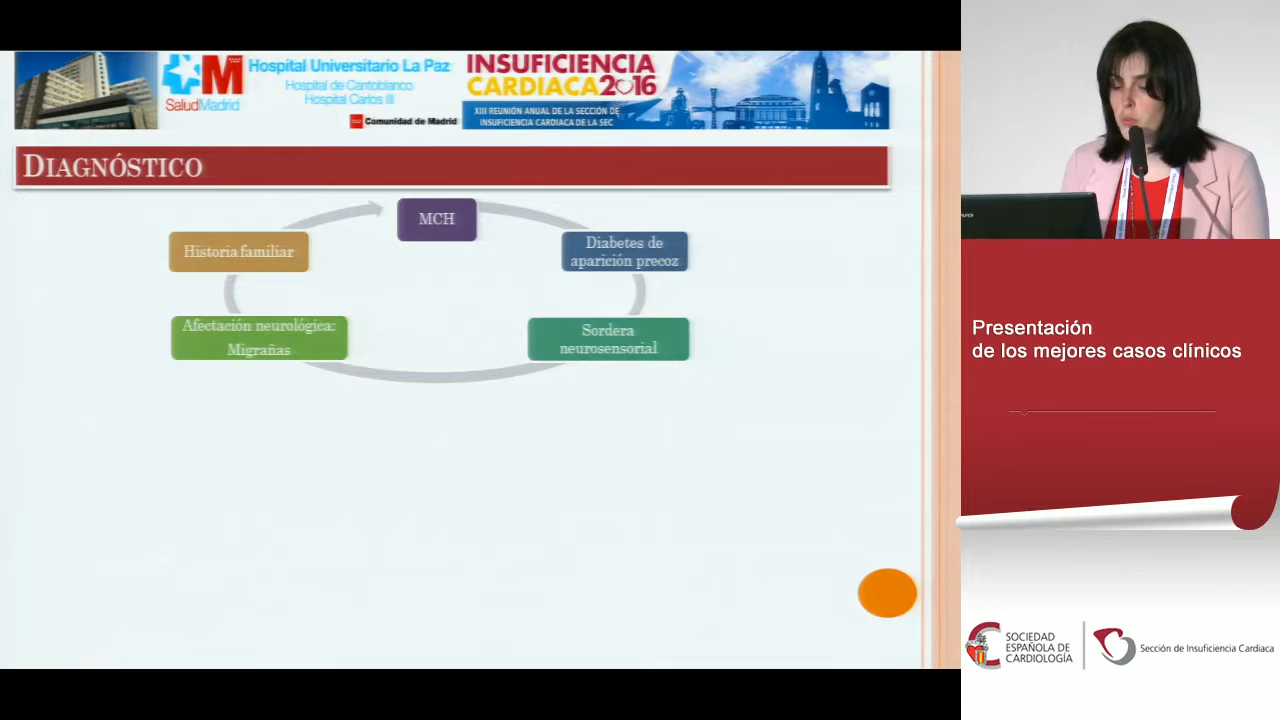 SaludMadrid
Hospital Universitario La Paz
Hospital de Cantoblanco
Hospital Carlos III
Comunidad de Madrid
INSUFICIENCIA
CARDIACA 2016
XIII REUNIÓN ANUAL DE LA SECCIÓN DE
INSUFICIENCIA CARDIACA DE LA SEC
DIAGNÓSTICO
MCH
Historia familiar
Diabetes de
aparición precoz
Afectación neurológica:
Migrañas
Sordera
neurosensorial
Presentación
de los mejores casos clínicos
SOCIEDAD
ESPAÑOLA DE
CARDIOLOGÍA
Sección de Insuficiencia Cardiaca